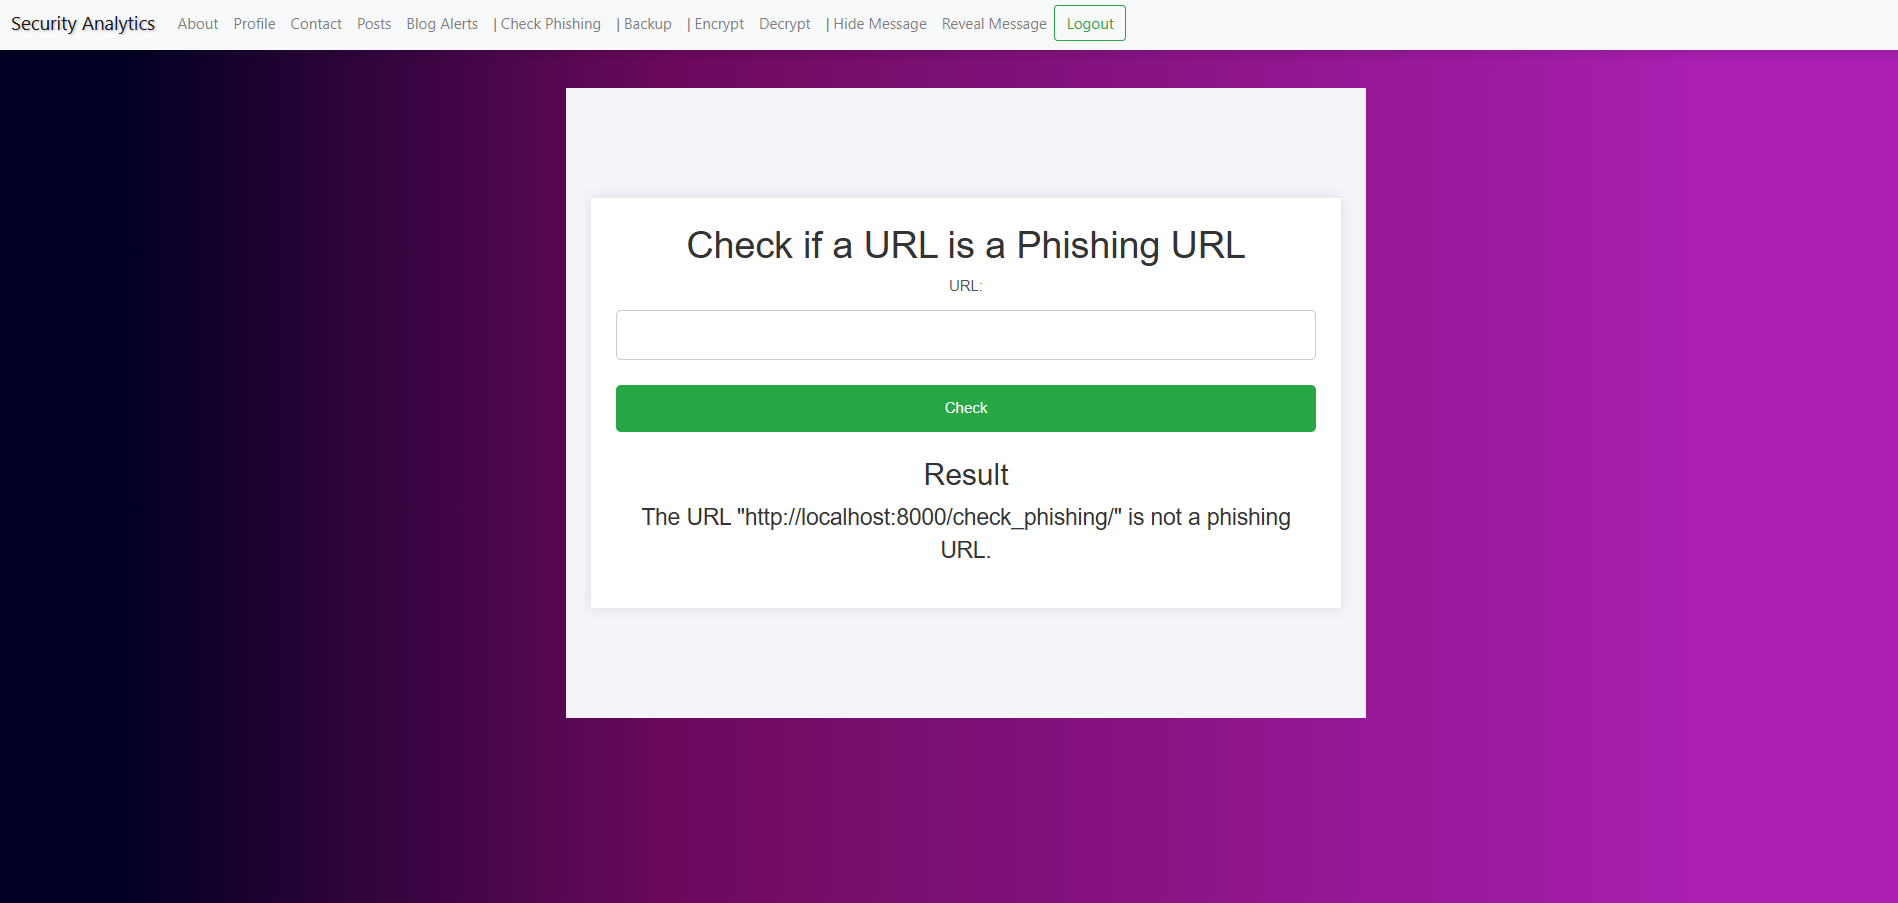 Security Analytics About Profile Contact Posts Blog Alerts | Check Phishing | Backup | Encrypt Decrypt | Hide Message Reveal Message Logout
Check if a URL is a Phishing URL
URL:
Check
Result
The URL "http://localhost:8000/check_phishing/" is not a phishing
URL.